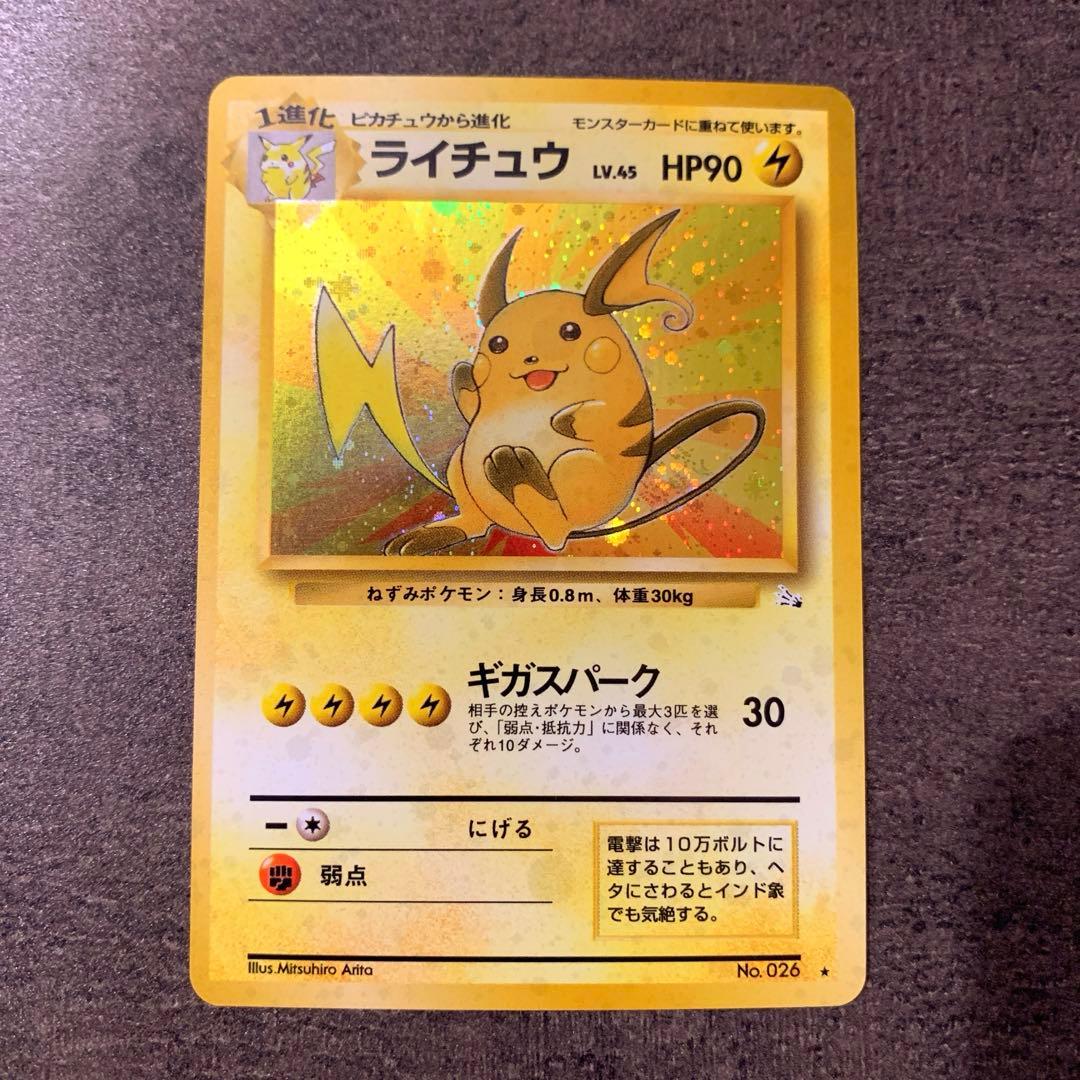 1進化 ピカチュウから進化 モンスターカードに重ねて使います。
ライチュウ LV.45 HP90
ねずみポケモン：身長0.8m、体重30kg
ギガスパーク
相手の控えポケモンから最大3匹を選
び、「弱点・抵抗力」に関係なく、それ
ぞれ10ダメージ。
30
にげる
弱点
電撃は10万ボルトに
達することもあり、ヘ
タにさわるとインド象
でも気絶する。
Illus.Mitsuhiro Arita
No. 026 ★